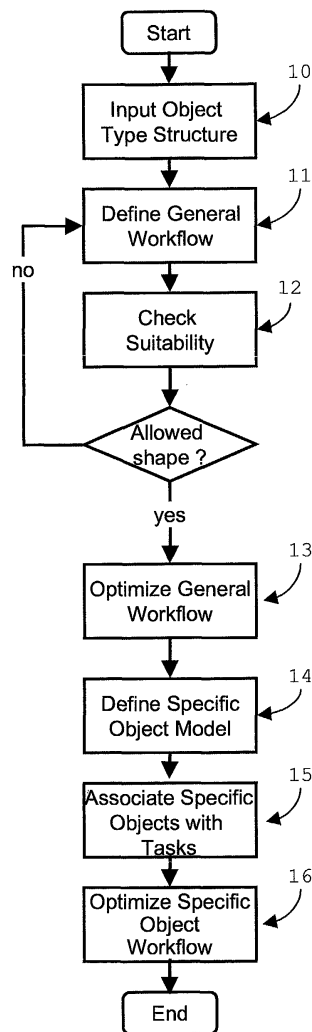 Start
10
Input Object
Type Structure
11
Define General
Workflow
no
12
Check
Suitability
Allowed
shape ?
yes
13
Optimize General
Workflow
14
Define Specific
Object Model
15
Associate Specific
Objects with
Tasks
16
Optimize Specific
Object
Workflow
End